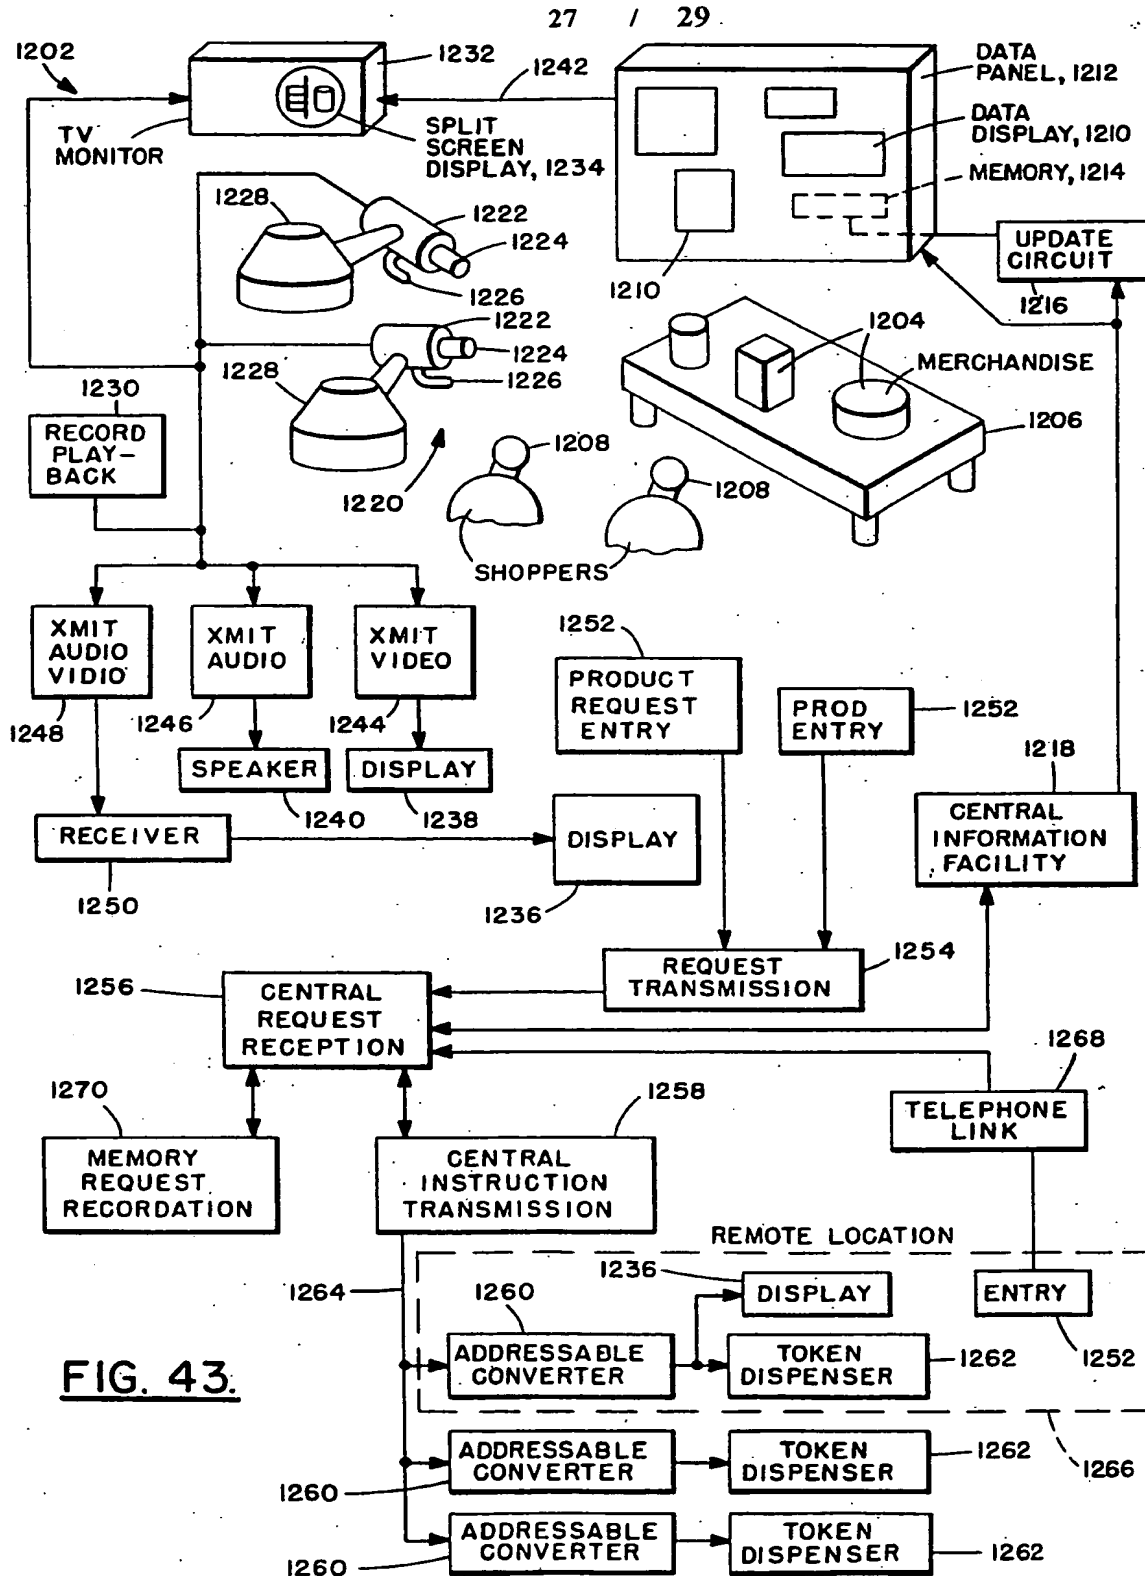 27 / 29
1202
1232
1242
DATA
PANEL, 1212
TV
MONITOR
SPLIT
SCREEN
DISPLAY, 1234
DATA
DISPLAY, 1210
MEMORY, 1214
1228
1222
1224
1226
1210
UPDATE
CIRCUIT
1216
1222
1224
1226
1228
1204
MERCHANDISE
1206
1230
RECORD
PLAY-
BACK
1220
1208
1208
SHOPPERS
XMIT
AUDIO
VIDIO
1248
XMIT
AUDIO
1246
XMIT
VIDEO
1244
1252
PRODUCT
REQUEST
ENTRY
PROD
ENTRY
1252
SPEAKER
1240
DISPLAY
1238
1218
CENTRAL
INFORMATION
FACILITY
RECEIVER
1250
DISPLAY
1236
REQUEST
TRANSMISSION
1254
1256
CENTRAL
REQUEST
RECEPTION
1268
TELEPHONE
LINK
1270
MEMORY
REQUEST
RECORDATION
1258
CENTRAL
INSTRUCTION
TRANSMISSION
REMOTE LOCATION
1264
1236
DISPLAY
ENTRY
1252
1260
ADDRESSABLE
CONVERTER
TOKEN
DISPENSER
1262
FIG. 43.
ADDRESSABLE
CONVERTER
1260
TOKEN
DISPENSER
1262
1266
ADDRESSABLE
CONVERTER
1260
TOKEN
DISPENSER
1262